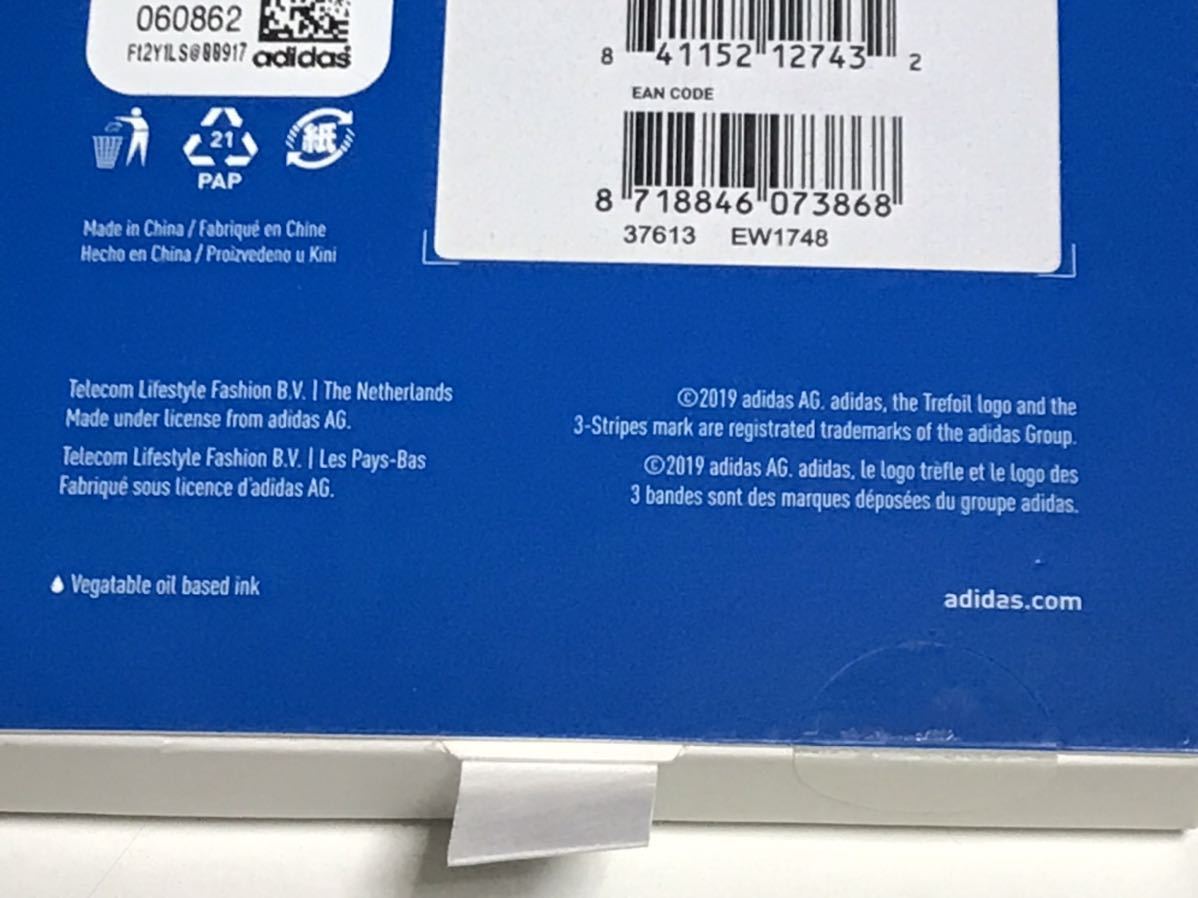 060862
Ft2Y1LS@00917 adidas
21
PAP
紙
Made in China / Fabriqué en Chine
Hecho en China / Proizvedeno u Kini
8 41152 12743 2
EAN CODE
8 718846 073868
37613 EW1748
Telecom Lifestyle Fashion B.V. | The Netherlands
Made under license from adidas AG.
Telecom Lifestyle Fashion B.V. | Les Pays-Bas
Fabriqué sous licence d'adidas AG.
©2019 adidas AG. adidas, the Trefoil logo and the
3-Stripes mark are registrated trademarks of the adidas Group.
©2019 adidas AG. adidas, le logo trèfle et le logo des
3 bandes sont des marques déposées du groupe adidas.
Vegatable oil based ink
adidas.com